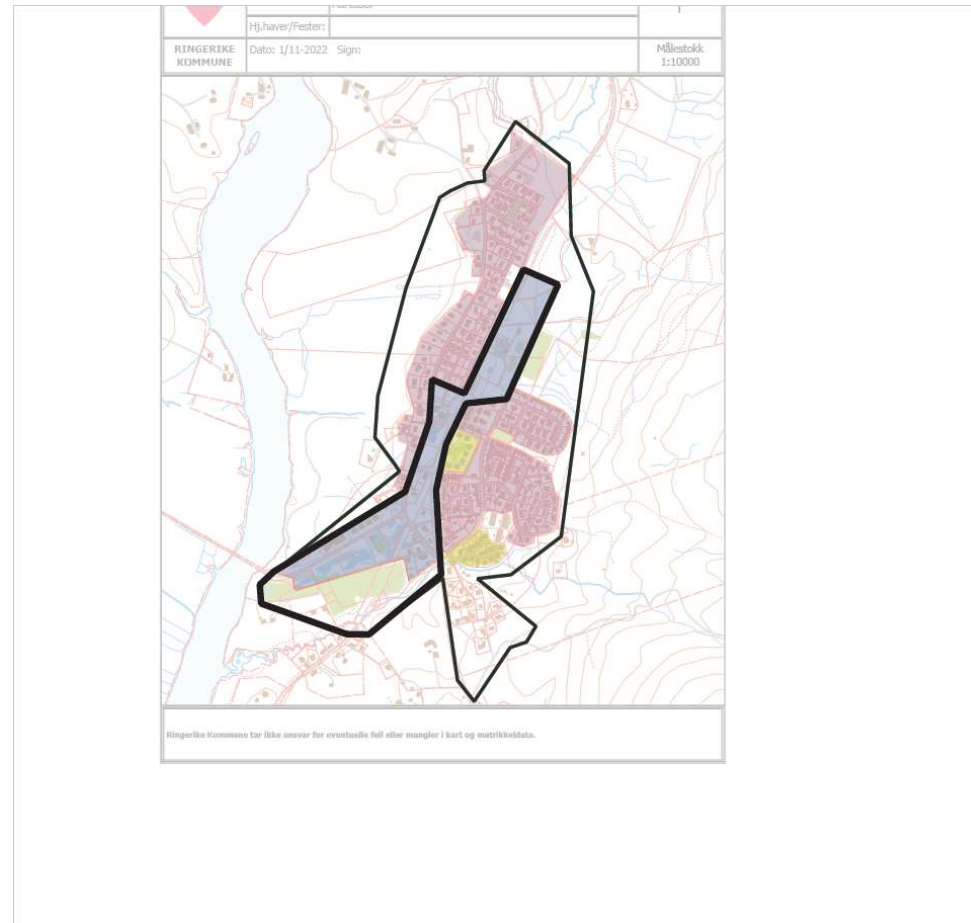 Hj.haver/Fester:
RINGERIKE
KOMMUNE
Dato: 1/11-2022 Sign:
Målestokk
1:10000
Ringerike Kommune tar ikke ansvar for eventuelle feil eller mangler i kart og matrikkeldata.